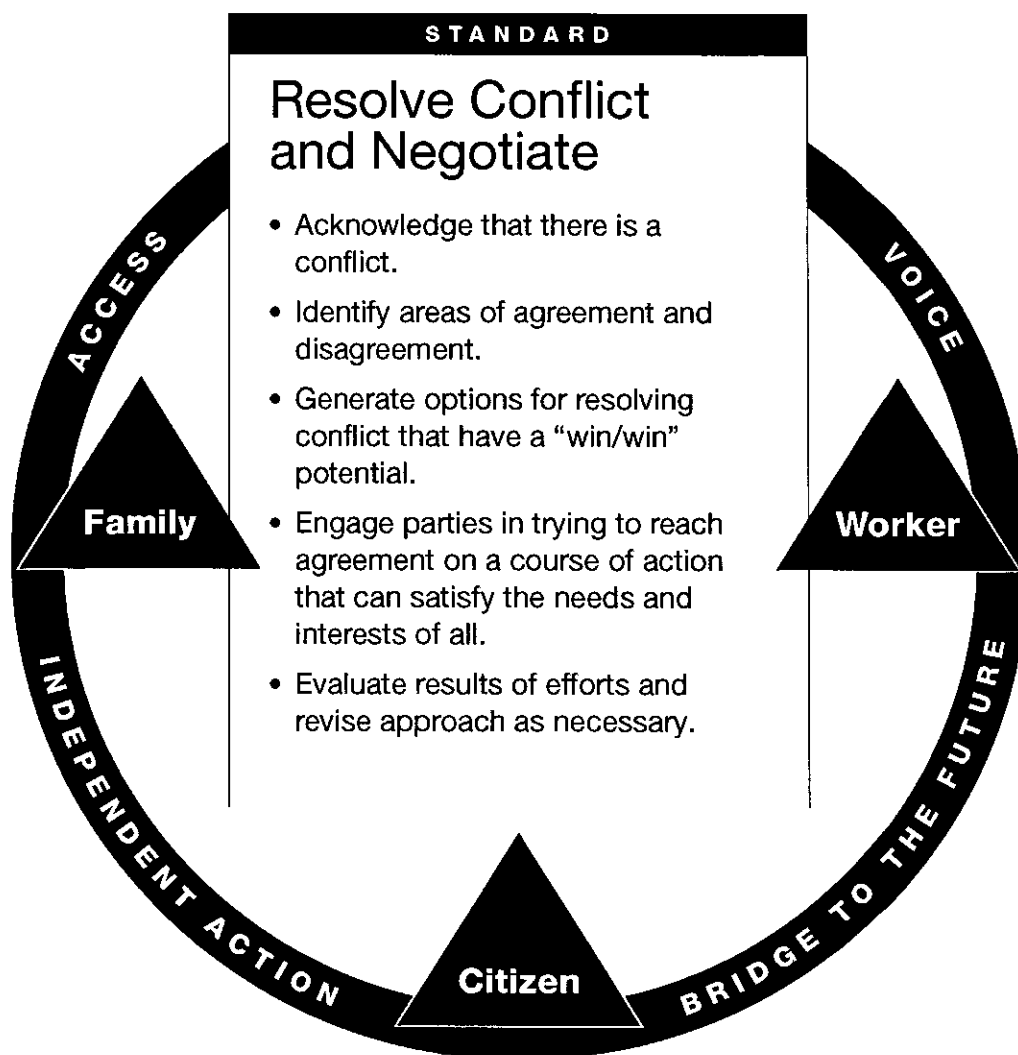 STANDARD
Resolve Conflict
and Negotiate
• Acknowledge that there is a
conflict.
• Identify areas of agreement and
disagreement.
• Generate options for resolving
conflict that have a “win/win”
potential.
• Engage parties in trying to reach
agreement on a course of action
that can satisfy the needs and
interests of all.
• Evaluate results of efforts and
revise approach as necessary.
ACCESS
VOICE
Family
Worker
INDEPENDENT ACTION
BRIDGE TO THE FUTURE
Citizen